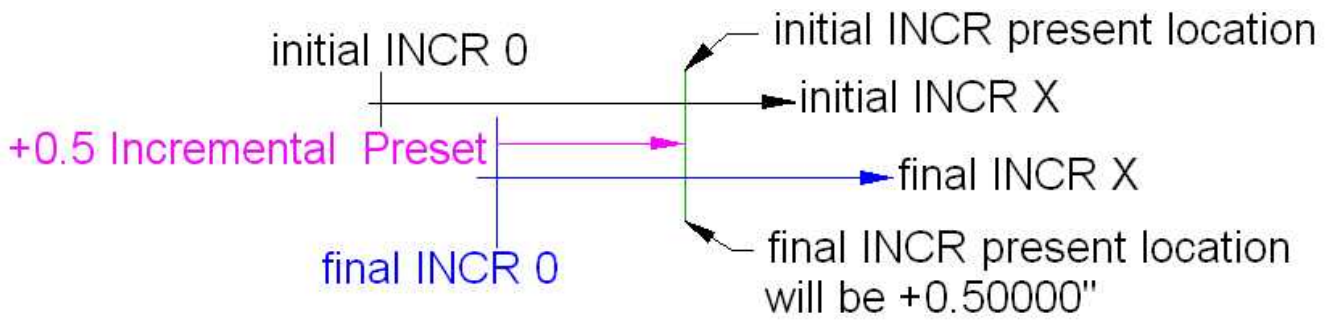 initial INCR 0
initial INCR present location
initial INCR X
+0.5 Incremental Preset
final INCR X
final INCR 0
final INCR present location
will be +0.50000"